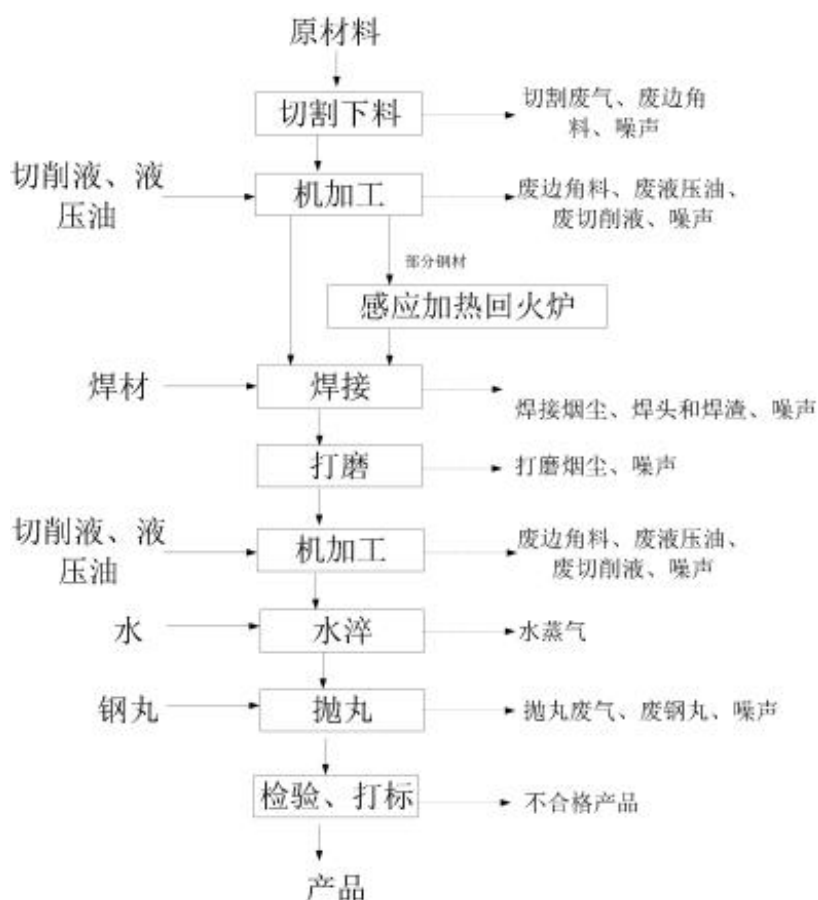 原材料
切割下料
切割废气、废边角
料、噪声
切削液、液
压油
机加工
废边角料、废液压油、
废切削液、噪声
部分钢材
感应加热回火炉
焊材
焊接
焊接烟尘、焊头和焊渣、噪声
打磨
打磨烟尘、噪声
切削液、液
压油
机加工
废边角料、废液压油、
废切削液、噪声
水
水淬
水蒸气
钢丸
抛丸
抛丸废气、废钢丸、噪声
检验、打标
不合格产品
产品